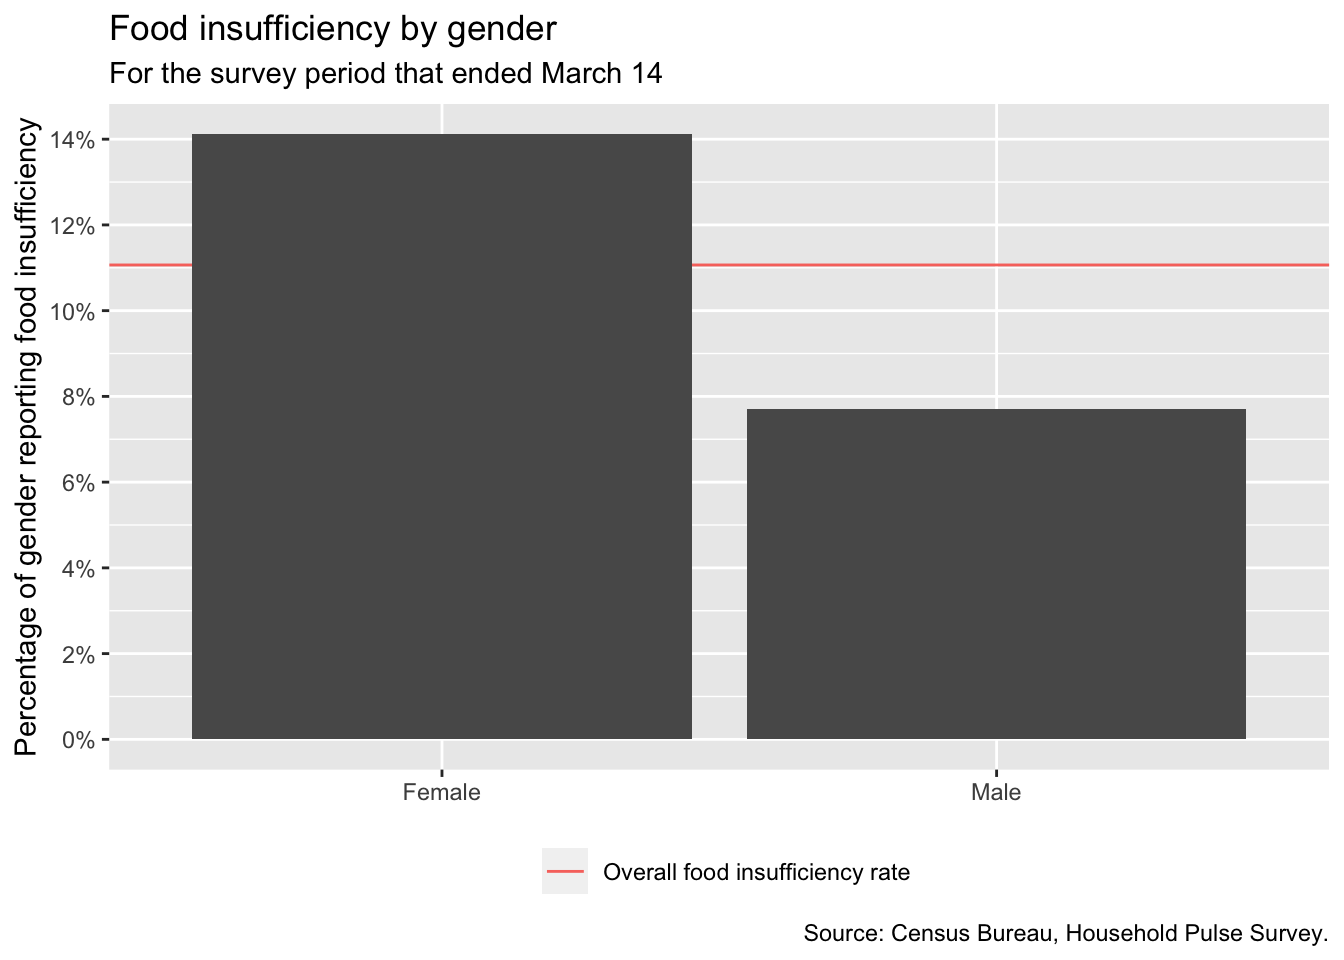 Food insufficiency by gender
For the survey period that ended March 14
Percentage of gender reporting food insufficiency
14%
12%
10%
8%
6%
4%
2%
0%
Female Male
Overall food insufficiency rate
Source: Census Bureau, Household Pulse Survey.